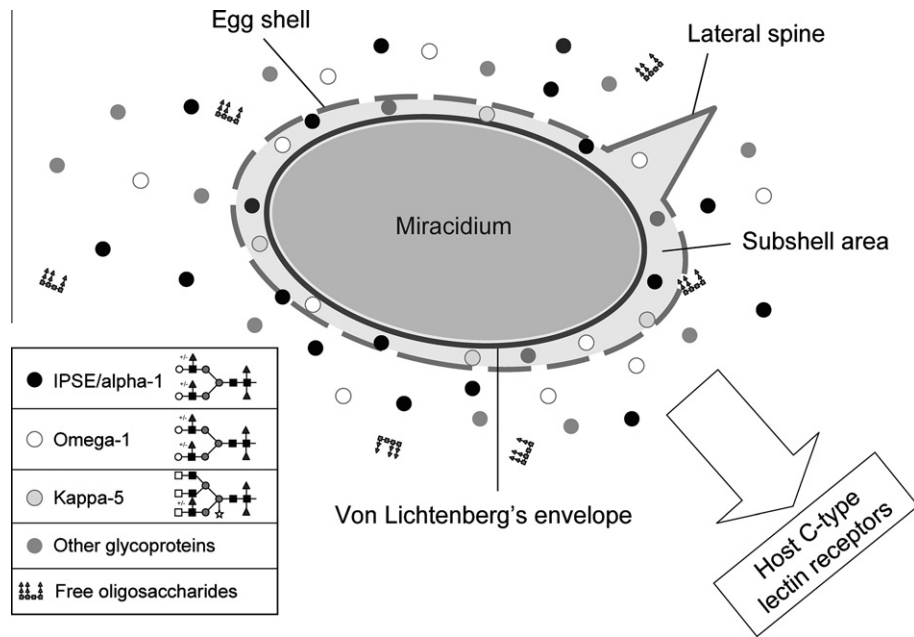 Egg shell
Lateral spine
Miracidium
Subshell area
IPSE/alpha-1
+/-
+/-
Omega-1
+/-
+/-
Kappa-5
+/-
Other glycoproteins
Free oligosaccharides
Von Lichtenberg's envelope
Host C-type
lectin receptors